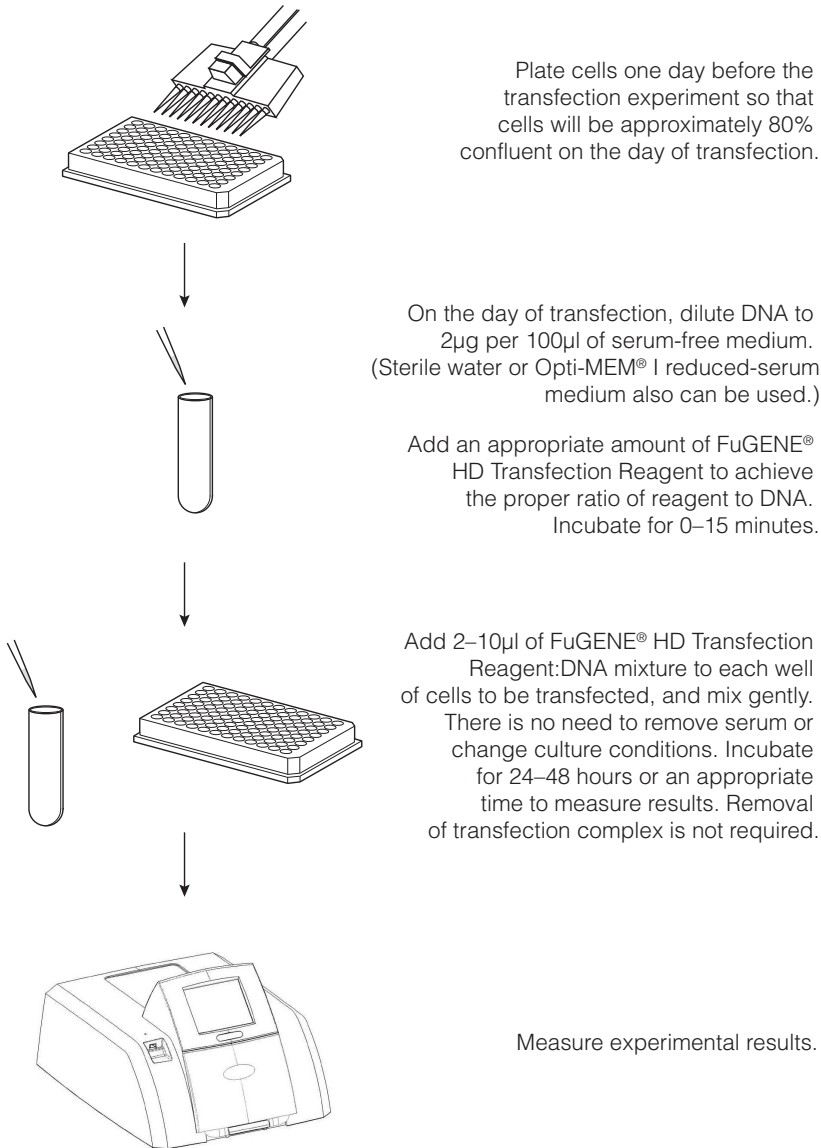 Plate cells one day before the
transfection experiment so that
cells will be approximately 80%
confluent on the day of transfection.
On the day of transfection, dilute DNA to
2µg per 100µl of serum-free medium.
(Sterile water or Opti-MEM® I reduced-serum
medium also can be used.)
Add an appropriate amount of FuGENE®
HD Transfection Reagent to achieve
the proper ratio of reagent to DNA.
Incubate for 0–15 minutes.
Add 2–10µl of FuGENE® HD Transfection
Reagent:DNA mixture to each well
of cells to be transfected, and mix gently.
There is no need to remove serum or
change culture conditions. Incubate
for 24–48 hours or an appropriate
time to measure results. Removal
of transfection complex is not required.
Measure experimental results.